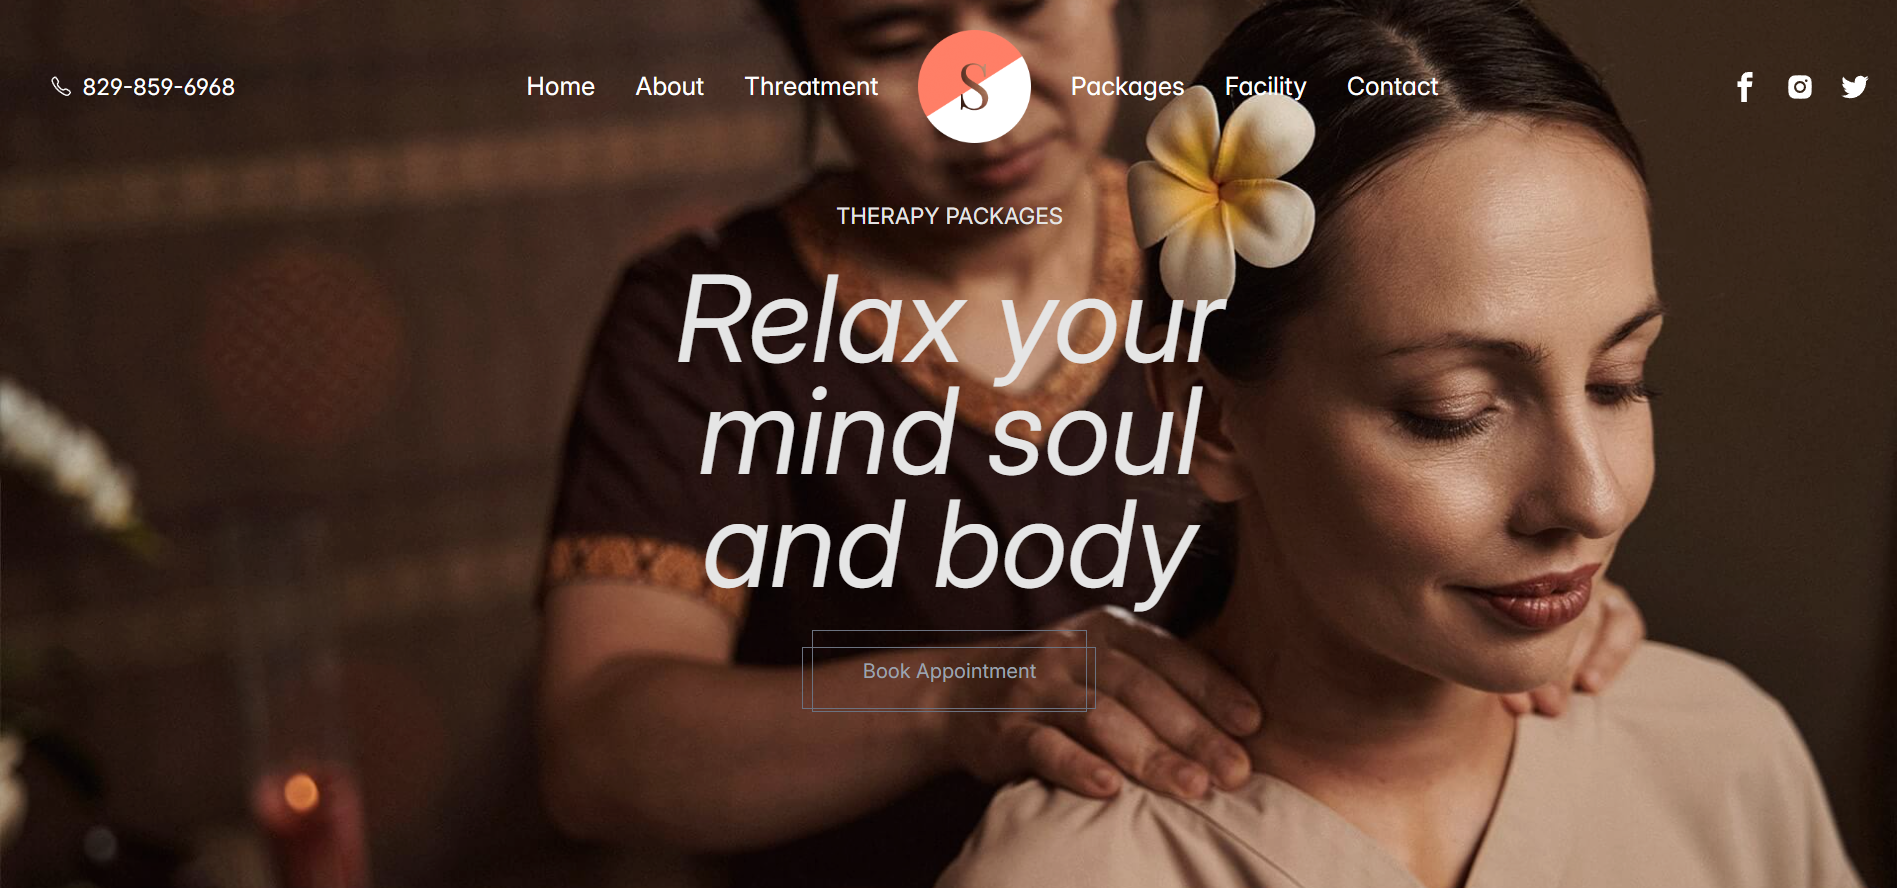 829-859-6968
Home About Threatment S Packages Facility Contact
THERAPY PACKAGES
Relax your
mind soul
and body
Book Appointment